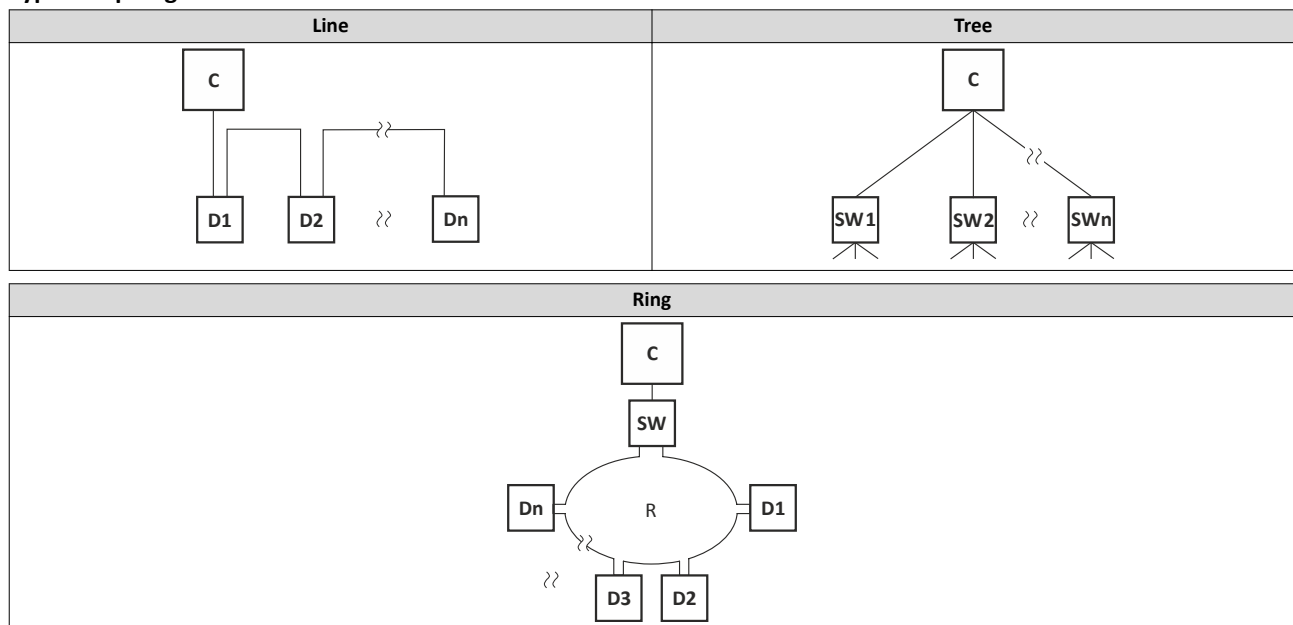 Line
Tree
C
C
D1 D2 Dn
SW1 SW2 SWn
Ring
C
SW
Dn R D1
D3 D2